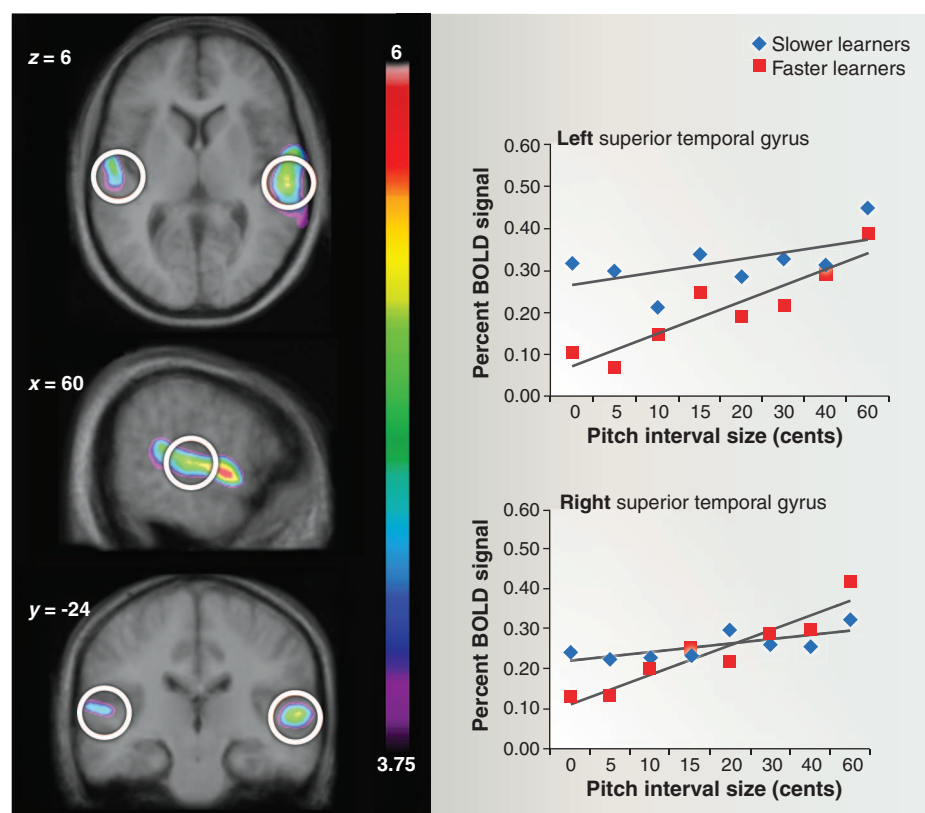 z = 6
6
x = 60
y = -24
3.75
Slower learners
Faster learners
Left superior temporal gyrus
Percent BOLD signal
0.60
0.50
0.40
0.30
0.20
0.10
0.00
0 5 10 15 20 30 40 60
Pitch interval size (cents)
Right superior temporal gyrus
Percent BOLD signal
0.60
0.50
0.40
0.30
0.20
0.10
0.00
0 5 10 15 20 30 40 60
Pitch interval size (cents)